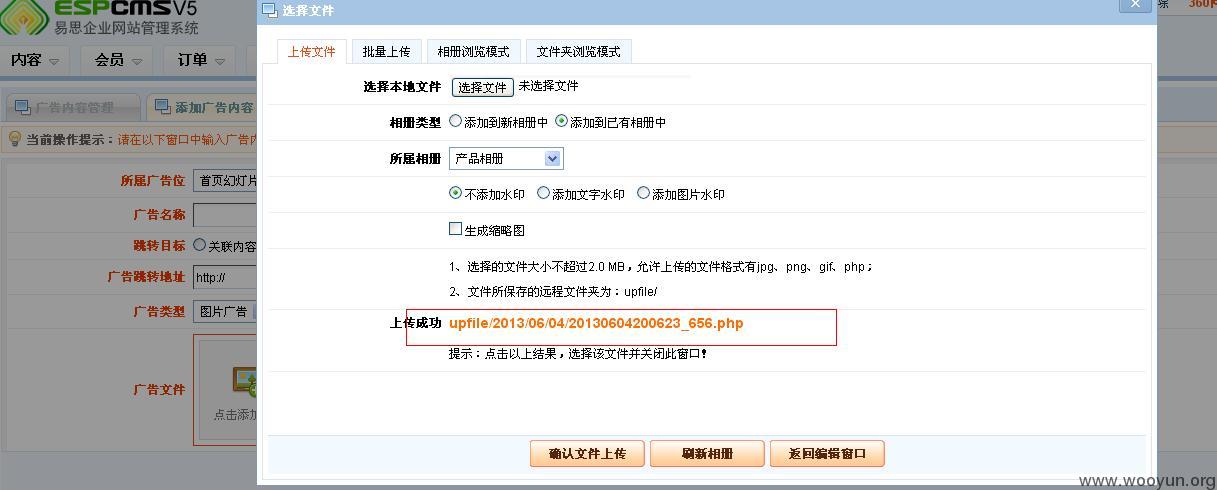 ESPCMS V5
易思企业网站管理系统
选择文件
360
内容
会员
订单
上传文件
批量上传
相册浏览模式
文件夹浏览模式
选择本地文件
选择文件
未选择文件
广告内容管理
添加广告内容
相册类型
添加到新相册中
添加到已有相册中
当前操作提示：请在以下窗口中输入广告内
所属相册
产品相册
所属广告位
首页幻灯片
不添加水印
添加文字水印
添加图片水印
广告名称
生成缩略图
跳转目标
关联内容
1、选择的文件大小不超过2.0 MB，允许上传的文件格式有jpg、png、gif、php；
广告跳转地址
http://
2、文件所保存的远程文件夹为：upfile/
广告类型
图片广告
上传成功
upfile/2013/06/04/20130604200623_656.php
提示：点击以上结果，选择该文件并关闭此窗口！
广告文件
点击添加
确认文件上传
刷新相册
返回编辑窗口
www.wooyun.org